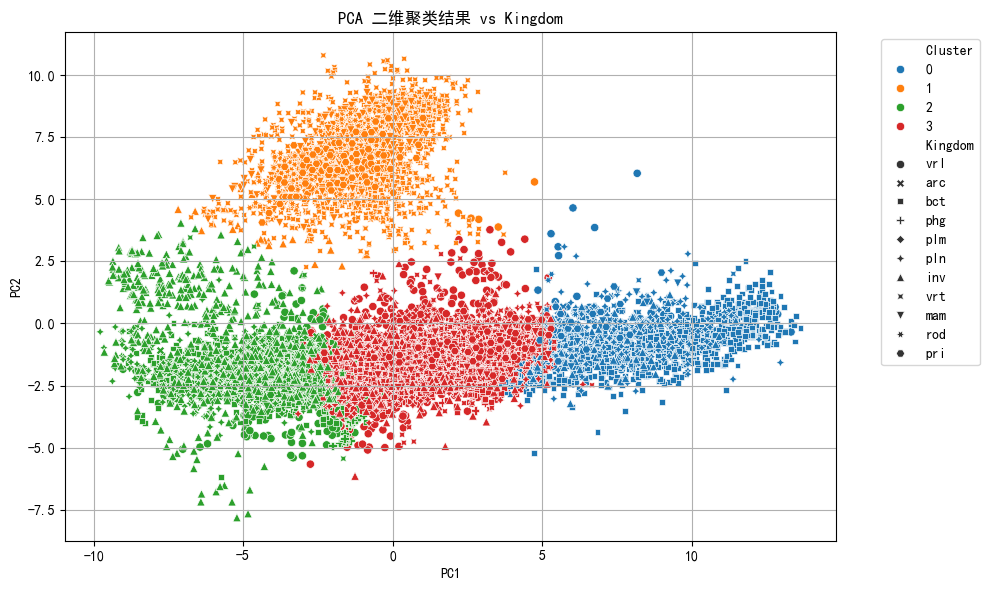 PCA 二维聚类结果 vs Kingdom
PC2
10.0
7.5
5.0
2.5
0.0
−2.5
−5.0
−7.5
−10
−5
0
5
10
PC1
Cluster
0
1
2
3
Kingdom
vrl
arc
bct
phg
plm
pln
inv
vrt
mam
rod
pri